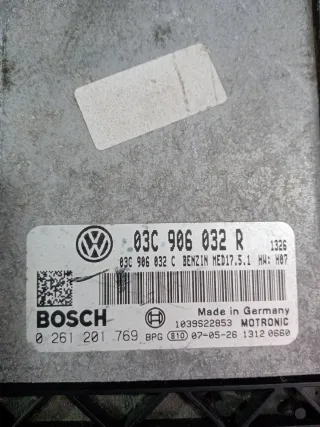 03C 906 032 R 1326
03C 906 032 C BENZIN MED17.5.1 HW: H07
BOSCH
Made in Germany
1039S22853 MOTRONIC
0 261 201 769 BPG 810 07-05-26 1312 0660